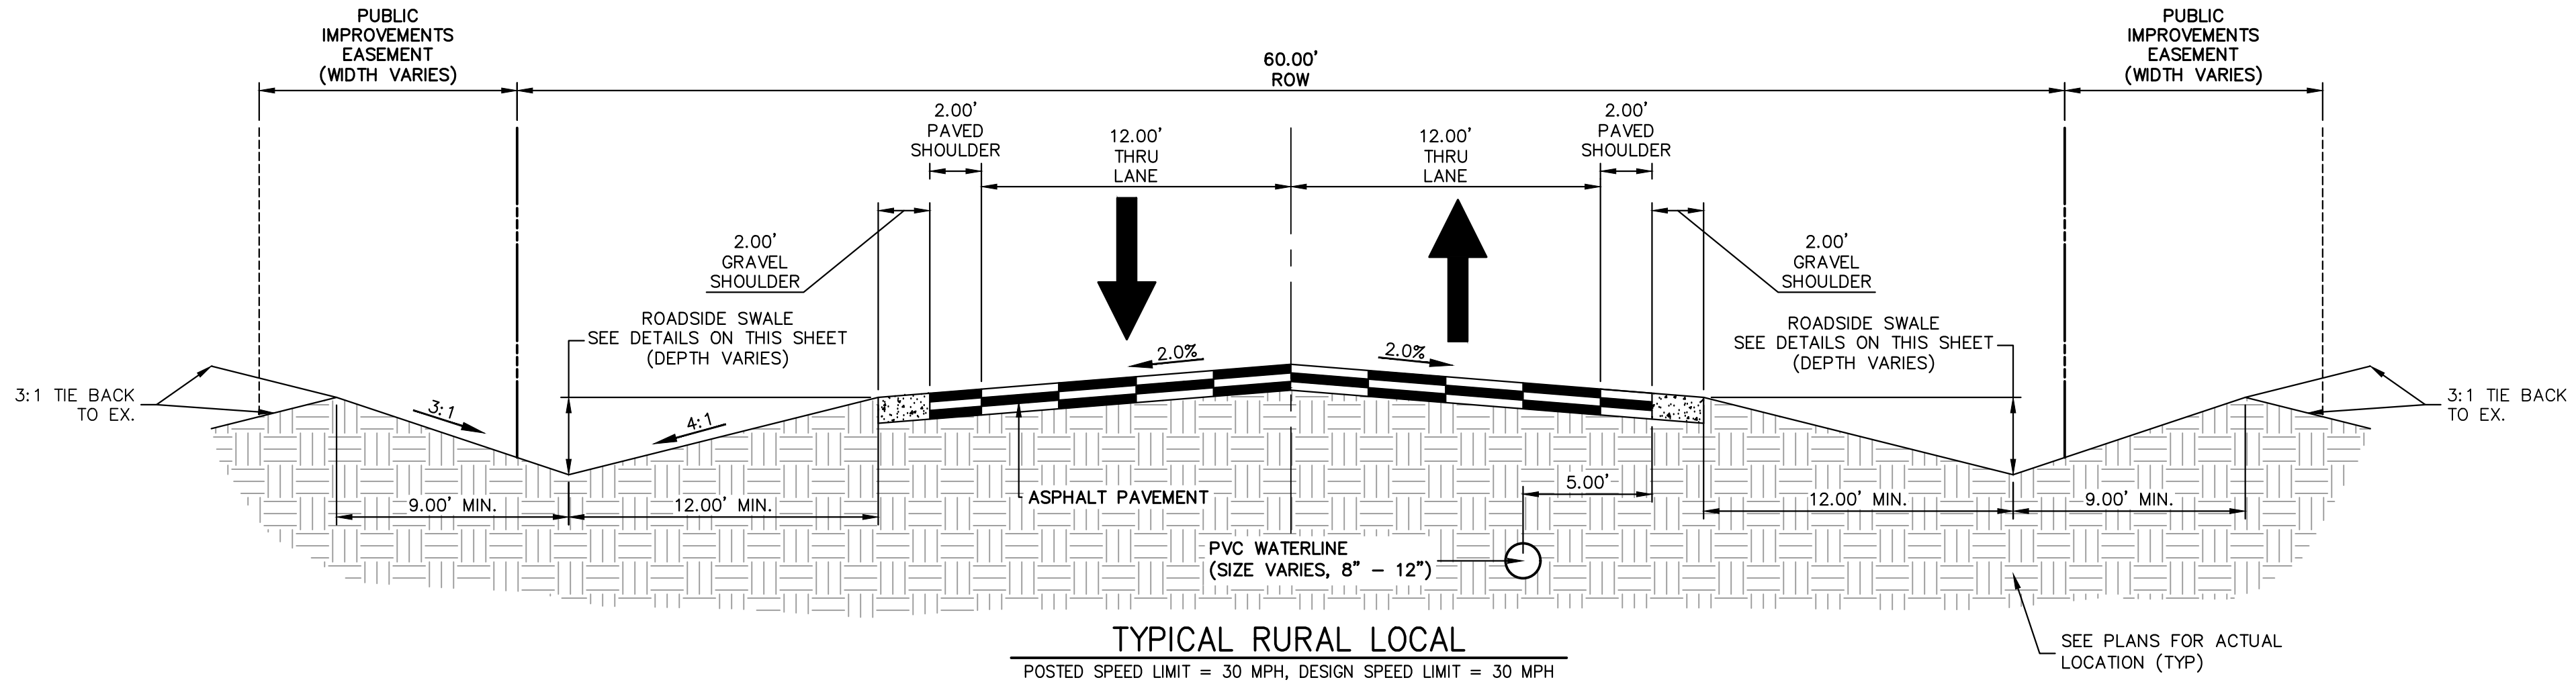 PUBLIC
IMPROVEMENTS
EASEMENT
(WIDTH VARIES)
60.00'
ROW
PUBLIC
IMPROVEMENTS
EASEMENT
(WIDTH VARIES)
2.00'
PAVED
SHOULDER
12.00'
THRU
LANE
12.00'
THRU
LANE
2.00'
PAVED
SHOULDER
2.00'
GRAVEL
SHOULDER
2.00'
GRAVEL
SHOULDER
ROADSIDE SWALE
SEE DETAILS ON THIS SHEET
(DEPTH VARIES)
2.0%
2.0%
ROADSIDE SWALE
SEE DETAILS ON THIS SHEET
(DEPTH VARIES)
3:1 TIE BACK
TO EX.
3:1
4:1
3:1 TIE BACK
TO EX.
9.00' MIN.
12.00' MIN.
ASPHALT PAVEMENT
5.00'
12.00' MIN.
9.00' MIN.
PVC WATERLINE
(SIZE VARIES, 8" - 12")
SEE PLANS FOR ACTUAL
LOCATION (TYP)
TYPICAL RURAL LOCAL
POSTED SPEED LIMIT = 30 MPH, DESIGN SPEED LIMIT = 30 MPH